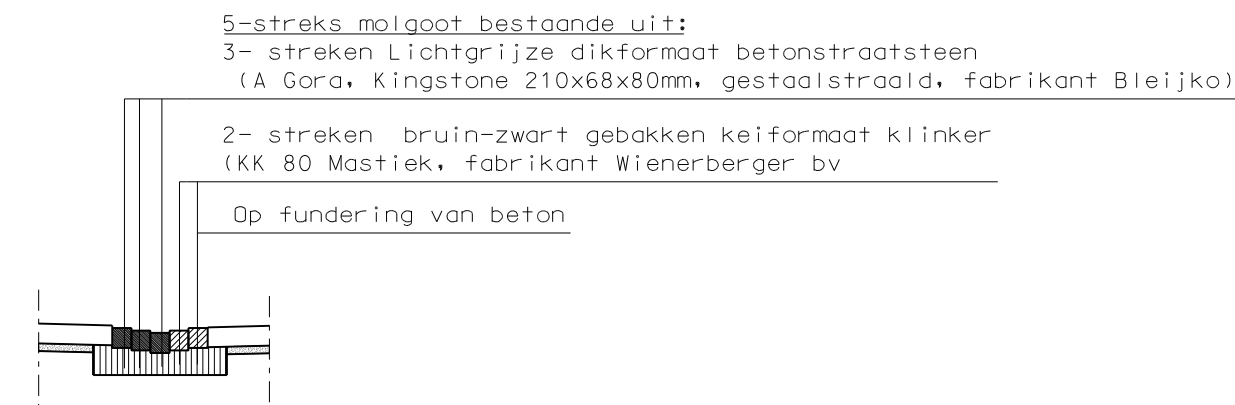 5-streks molgoot bestaande uit:
3- streken Lichtgrijze dikformaat betonstraatsteen
(A Gora, Kingstone 210x68x80mm, gestaalstraald, fabrikant Bleijko)
2- streken bruin-zwart gebakken keiformaat klinker
(KK 80 Mastiek, fabrikant Wienerberger bv
Op fundering van beton